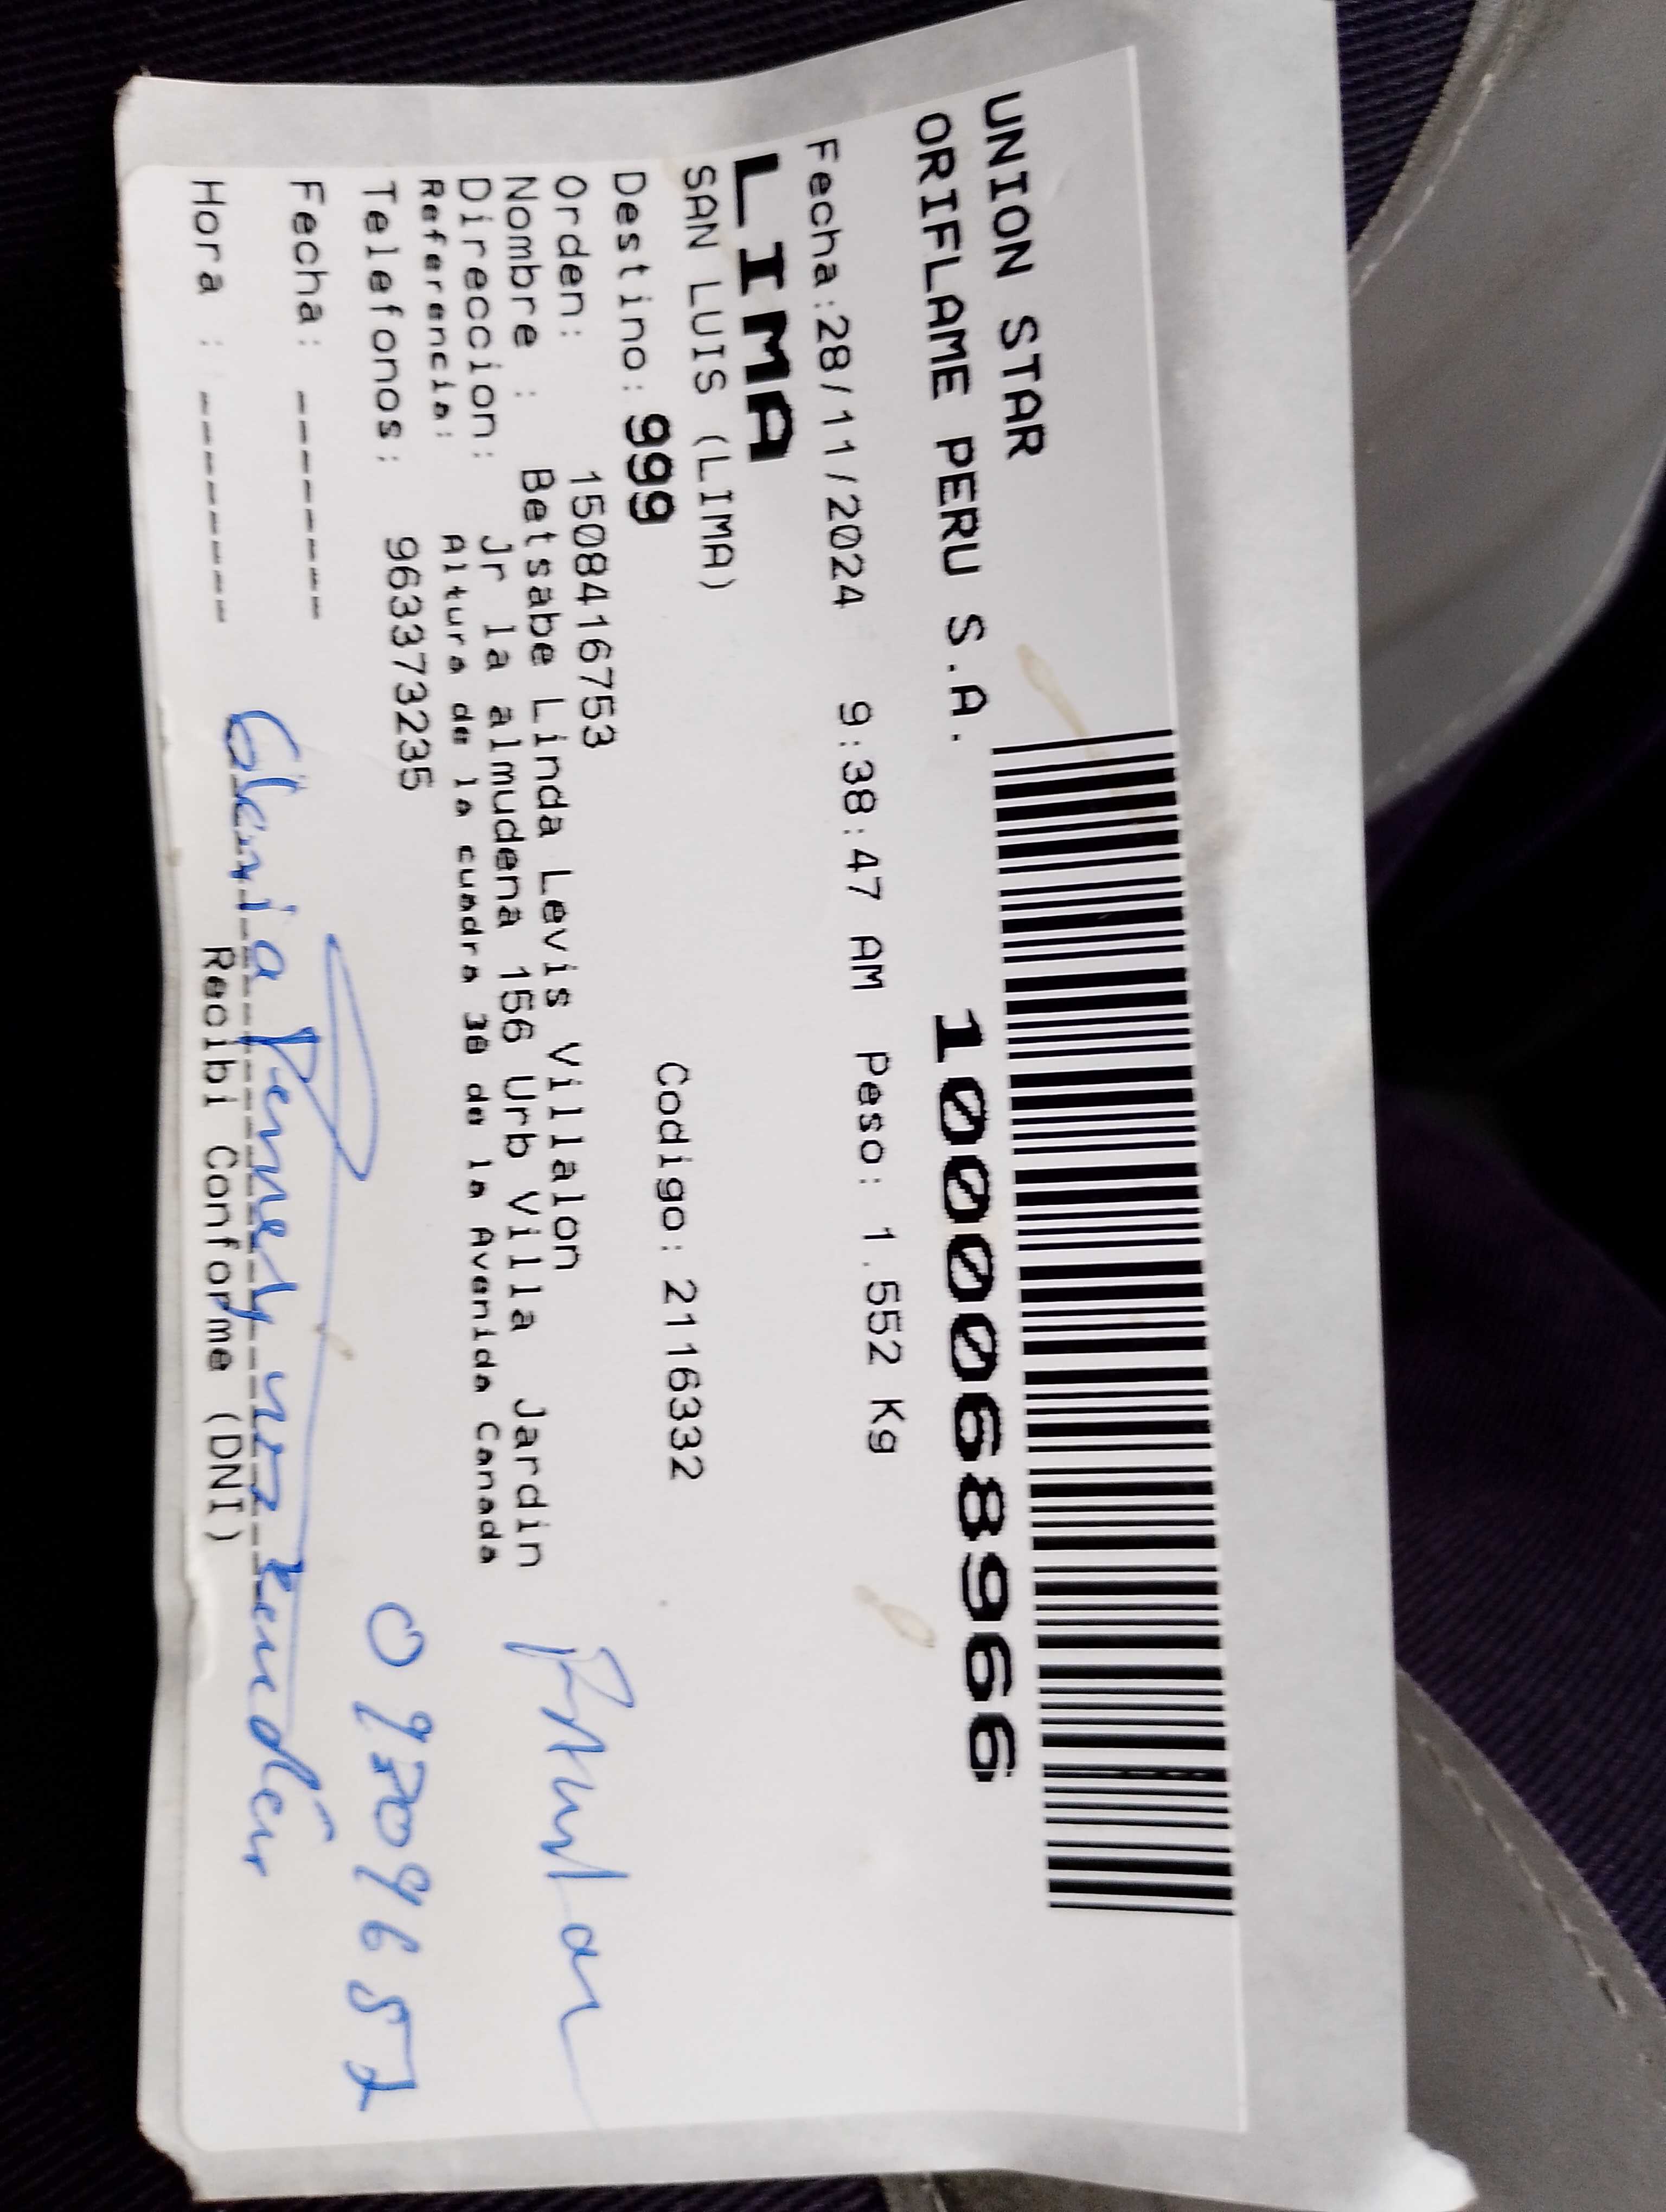 UNION STAR
ORIFLAME PERU S.A.
10000068966
Fecha:28/11/2024 9:38:47 AM Peso: 1.552 Kg
LIMA
SAN LUIS (LIMA)
Destino: 999 Codigo: 2116332
Orden: 1508416753
Nombre : Betsabe Linda Levis Villalon
Direccion: Jr la almudena 156 Urb Villa Jardin
Referencia: Altura de la cuadra 38 de la Avenida Canada
Telefonos: 963373235
Fecha: ------
Hora : -------
Recibi Conforme (DNI)